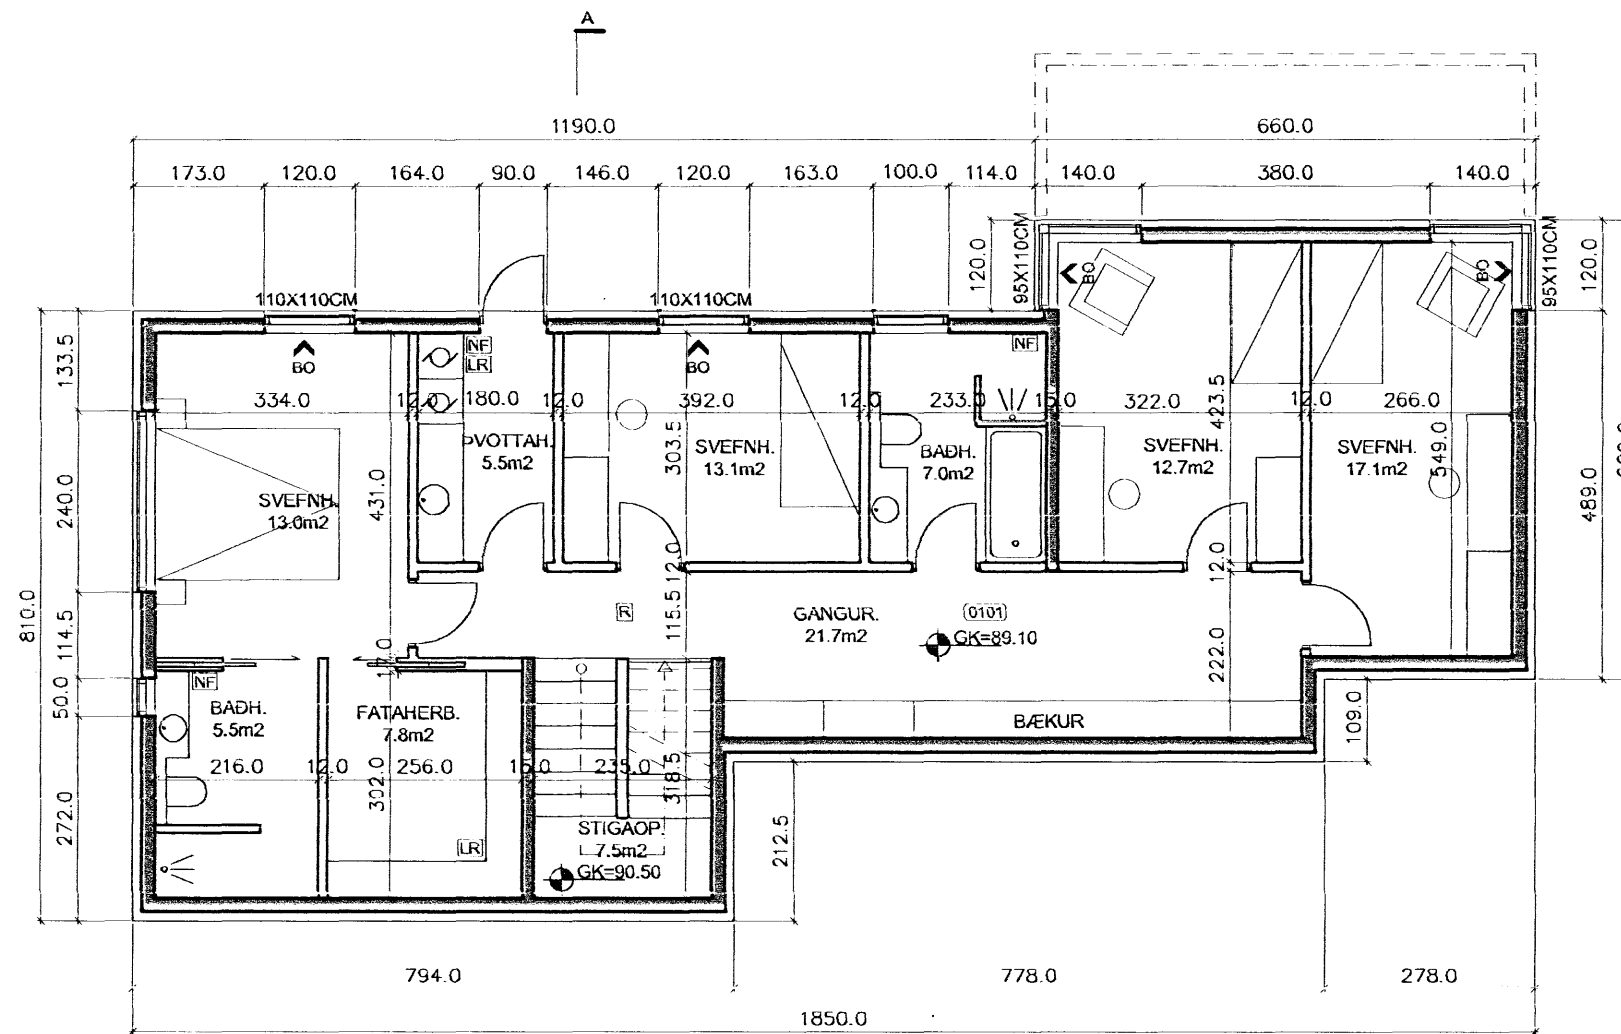 A
1190.0
660.0
173.0
120.0
164.0
90.0
146.0
120.0
163.0
100.0
114.0
140.0
380.0
140.0
120.0
95X110CM
95X110CM
120.0
110X110CM
110X110CM
BO
BO
BO
BO
NF
LR
NF
133.5
334.0
12.0
180.0
12.0
392.0
12.0
233.0
15.0
322.0
12.0
266.0
303.5
423.5
549.0
431.0
240.0
489.0
810.0
ÞVOTTAH.
5.5m2
SVEFNH.
13.1m2
BAÐH.
7.0m2
SVEFNH.
12.7m2
SVEFNH.
17.1m2
SVEFNH.
13.0m2
12.0
12.0
115.5
114.5
R
GANGUR.
21.7m2
0101
GK=89.10
222.0
50.0
NF
BAÐH.
5.5m2
FATAHERB.
7.8m2
BÆKUR
109.0
216.0
12.0
256.0
15.0
235.0
302.0
318.5
272.0
LR
STIGAOP.
7.5m2
GK=90.50
212.5
794.0
778.0
278.0
1850.0